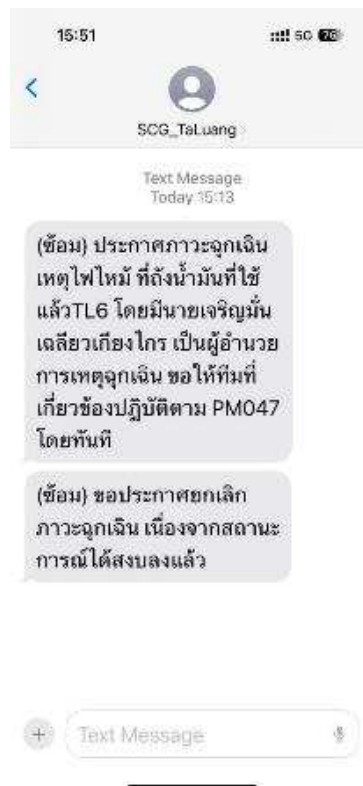 15:51
5G 76
SCG_TaLuang
Text Message
Today 15:13
(ซ้อม) ประกาศภาวะฉุกเฉิน
เหตุไฟไหม้ ที่ถังน้ำมันที่ใช้
แล้วTL6 โดยมีนายเจริญมั่น
เฉลียวเกียงไกร เป็นผู้อำนวย
การเหตุฉุกเฉิน ขอให้ทีมที่
เกี่ยวข้องปฏิบัติตาม PM047
โดยทันที
(ซ้อม) ขอประกาศยกเลิก
ภาวะฉุกเฉิน เนื่องจากสถานะ
การณ์ได้สงบลงแล้ว
Text Message